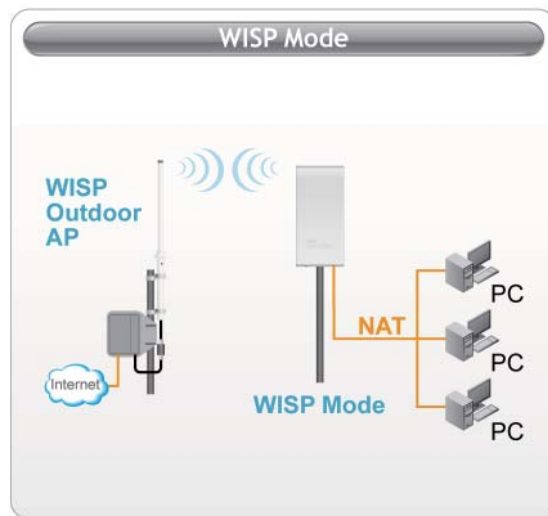 WISP Mode
WISP
Outdoor
AP
Internet
NAT
WISP Mode
PC
PC
PC